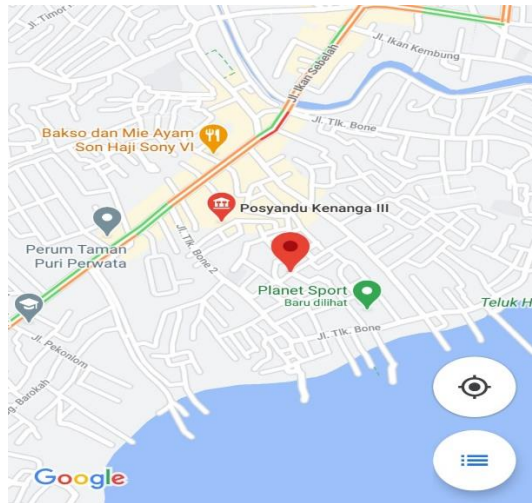 Jl. Timor
Jl. Ikan Kembung
Jl. Ikan Sebelah
Jl. Tlk. Bone
Bakso dan Mie Ayam
Son Haji Sony VI
Posyandu Kenanga III
Perum Taman
Puri Perwata
Jl. Tlk. Bone 2
Planet Sport
Baru dilihat
Teluk H
Jl. Tlk. Bone
Jl. Pekonlom
g. Barokah
Google